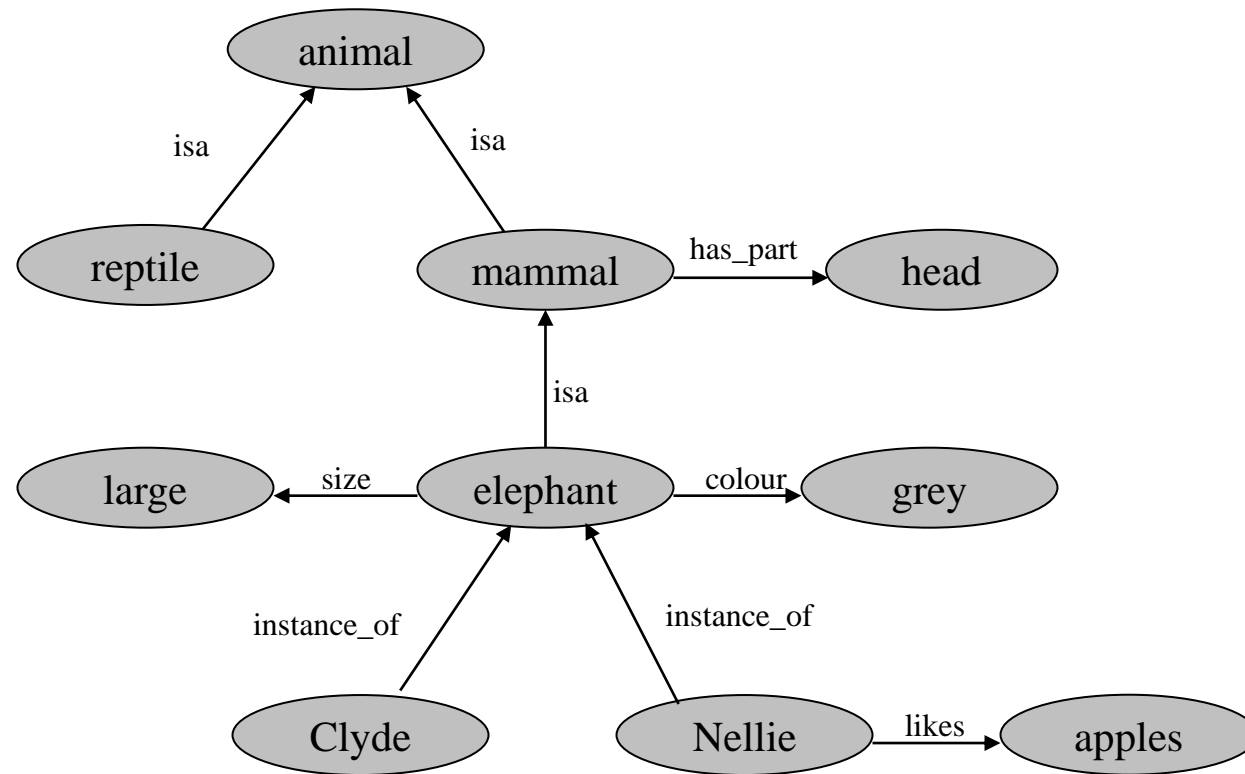 animal
isa
isa
reptile
mammal
has_part
head
isa
large
size
elephant
colour
grey
instance_of
instance_of
Clyde
Nellie
likes
apples